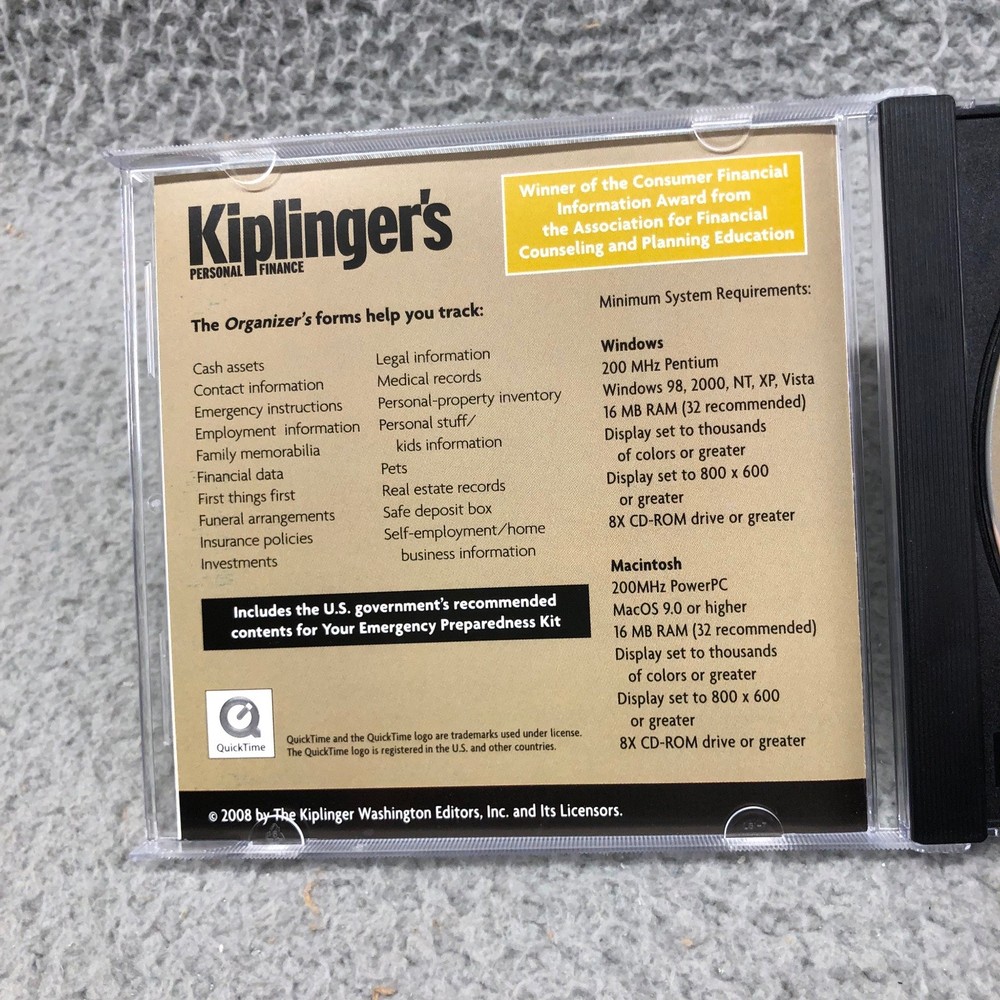 Kiplinger's
PERSONAL FINANCE
Winner of the Consumer Financial
Information Award from
the Association for Financial
Counseling and Planning Education
The Organizer's forms help you track:
Cash assets
Contact information
Emergency instructions
Employment information
Family memorabilia
Financial data
First things first
Funeral arrangements
Insurance policies
Investments
Legal information
Medical records
Personal-property inventory
Personal stuff/
kids information
Pets
Real estate records
Safe deposit box
Self-employment/home
business information
Includes the U.S. government's recommended
contents for Your Emergency Preparedness Kit
Minimum System Requirements:
Windows
200 MHz Pentium
Windows 98, 2000, NT, XP, Vista
16 MB RAM (32 recommended)
Display set to thousands
of colors or greater
Display set to 800 x 600
or greater
8X CD-ROM drive or greater
Macintosh
200MHz PowerPC
MacOS 9.0 or higher
16 MB RAM (32 recommended)
Display set to thousands
of colors or greater
Display set to 800 x 600
or greater
8X CD-ROM drive or greater
QuickTime
QuickTime and the QuickTime logo are trademarks used under license.
The QuickTime logo is registered in the U.S. and other countries.
© 2008 by The Kiplinger Washington Editors, Inc. and Its Licensors.